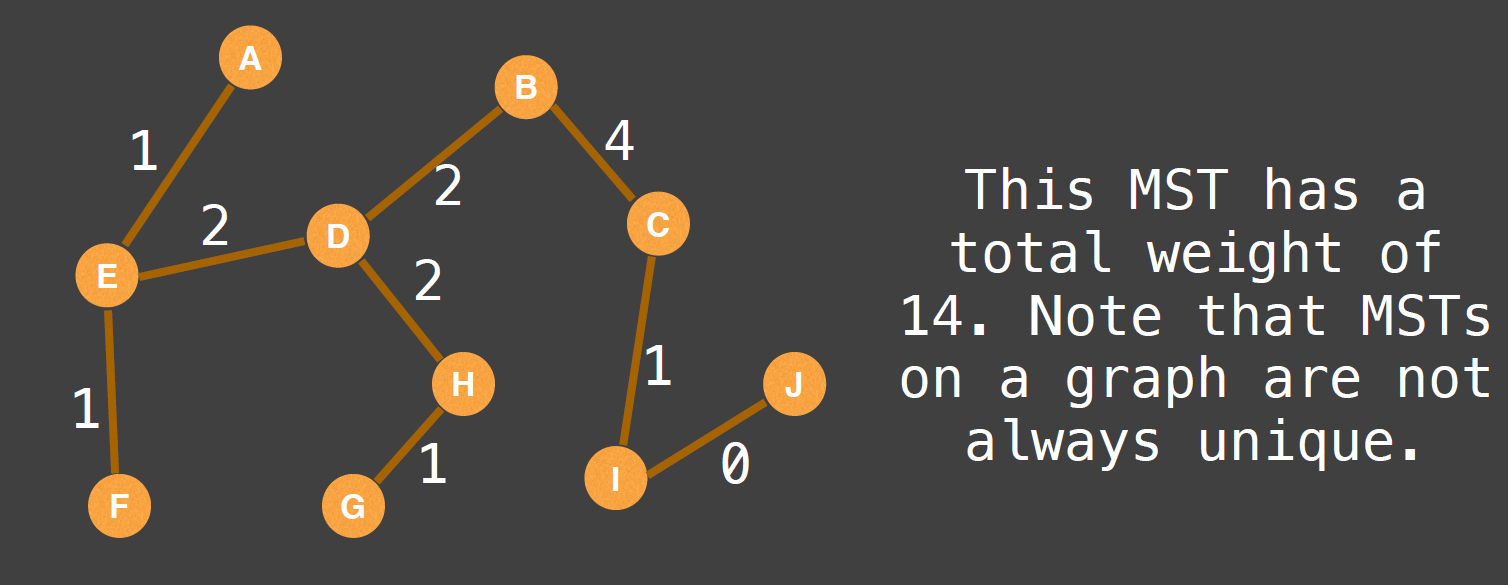 A
B
1
4
2
2
C
D
E
2
1
H
J
1
1
0
I
F
G
This MST has a
total weight of
14. Note that MSTs
on a graph are not
always unique.